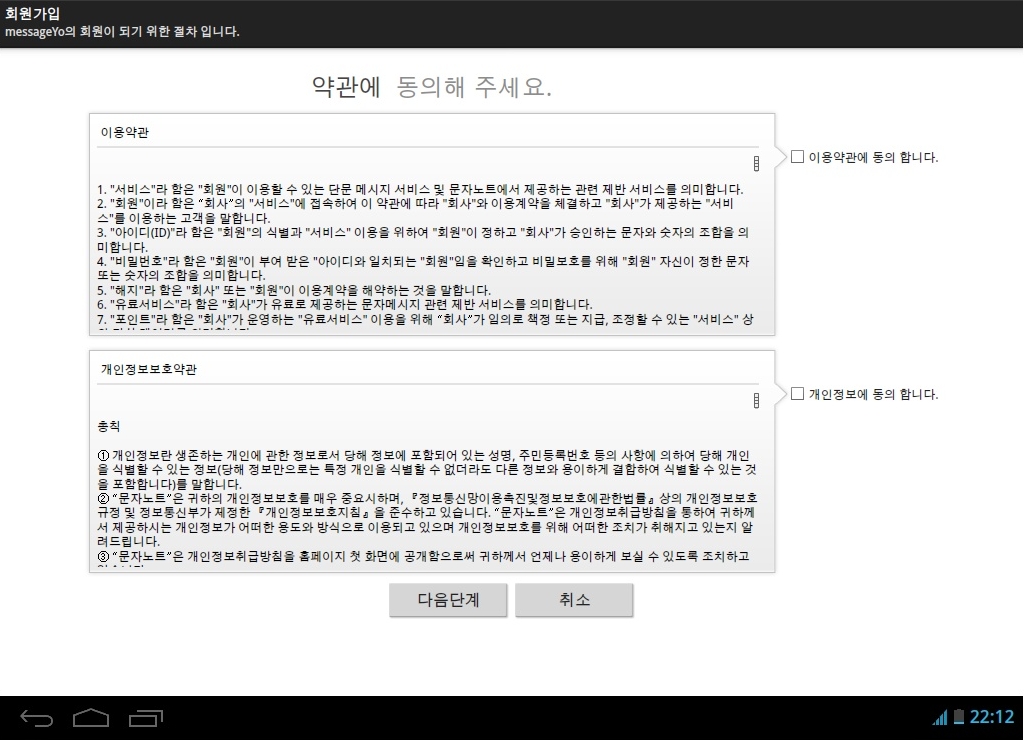 회원가입
messageYo의 회원이 되기 위한 절차 입니다.
약관에 동의해 주세요.
이용약관
이용약관에 동의 합니다.
1. "서비스"라 함은 "회원"이 이용할 수 있는 단문 메시지 서비스 및 문자노트에서 제공하는 관련 제반 서비스를 의미합니다.
2. "회원"이라 함은 “회사”의 "서비스"에 접속하여 이 약관에 따라 "회사"와 이용계약을 체결하고 "회사"가 제공하는 "서비
스"를 이용하는 고객을 말합니다.
3. "아이디(ID)"라 함은 "회원"의 식별과 "서비스" 이용을 위하여 "회원"이 정하고 "회사"가 승인하는 문자와 숫자의 조합을 의
미합니다.
4. "비밀번호"라 함은 "회원"이 부여 받은 "아이디와 일치되는 "회원"임을 확인하고 비밀보호를 위해 "회원" 자신이 정한 문자
또는 숫자의 조합을 의미합니다.
5. "해지"라 함은 "회사" 또는 "회원"이 이용계약을 해약하는 것을 말합니다.
6. "유료서비스"라 함은 "회사"가 유료로 제공하는 문자메시지 관련 제반 서비스를 의미합니다.
7. "포인트"라 함은 "회사"가 운영하는 "유료서비스" 이용을 위해 “회사”가 임의로 책정 또는 지급, 조정할 수 있는 "서비스" 상
개인정보보호약관
개인정보에 동의 합니다.
총칙
① 개인정보란 생존하는 개인에 관한 정보로서 당해 정보에 포함되어 있는 성명, 주민등록번호 등의 사항에 의하여 당해 개인
을 식별할 수 있는 정보(당해 정보만으로는 특정 개인을 식별할 수 없더라도 다른 정보와 용이하게 결합하여 식별할 수 있는 것
을 포함합니다)를 말합니다.
② “문자노트”은 귀하의 개인정보보호를 매우 중요시하며, 『정보통신망이용촉진및정보보호에관한법률』상의 개인정보보호
규정 및 정보통신부가 제정한 『개인정보보호지침』을 준수하고 있습니다. “문자노트”은 개인정보취급방침을 통하여 귀하께
서 제공하시는 개인정보가 어떠한 용도와 방식으로 이용되고 있으며 개인정보보호를 위해 어떠한 조치가 취해지고 있는지 알
려드립니다.
③ “문자노트”은 개인정보취급방침을 홈페이지 첫 화면에 공개함으로써 귀하께서 언제나 용이하게 보실 수 있도록 조치하고
다음단계
취소
22:12